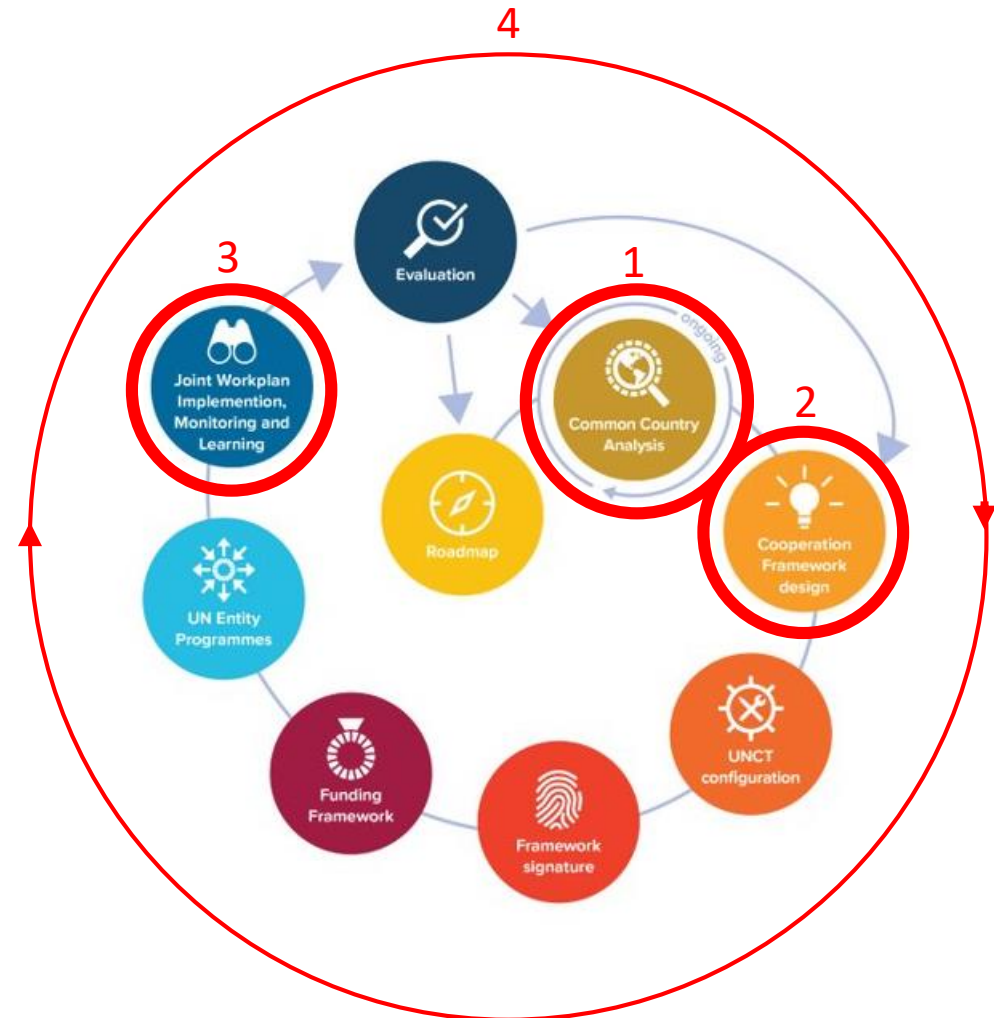 4
Evaluation
3
1
ongoing
Joint Workplan
Implemention,
Monitoring and
Learning
Common Country
Analysis
2
Roadmap
Cooperation
Framework
design
UN Entity
Programmes
UNCT
configuration
Funding
Framework
Framework
signature